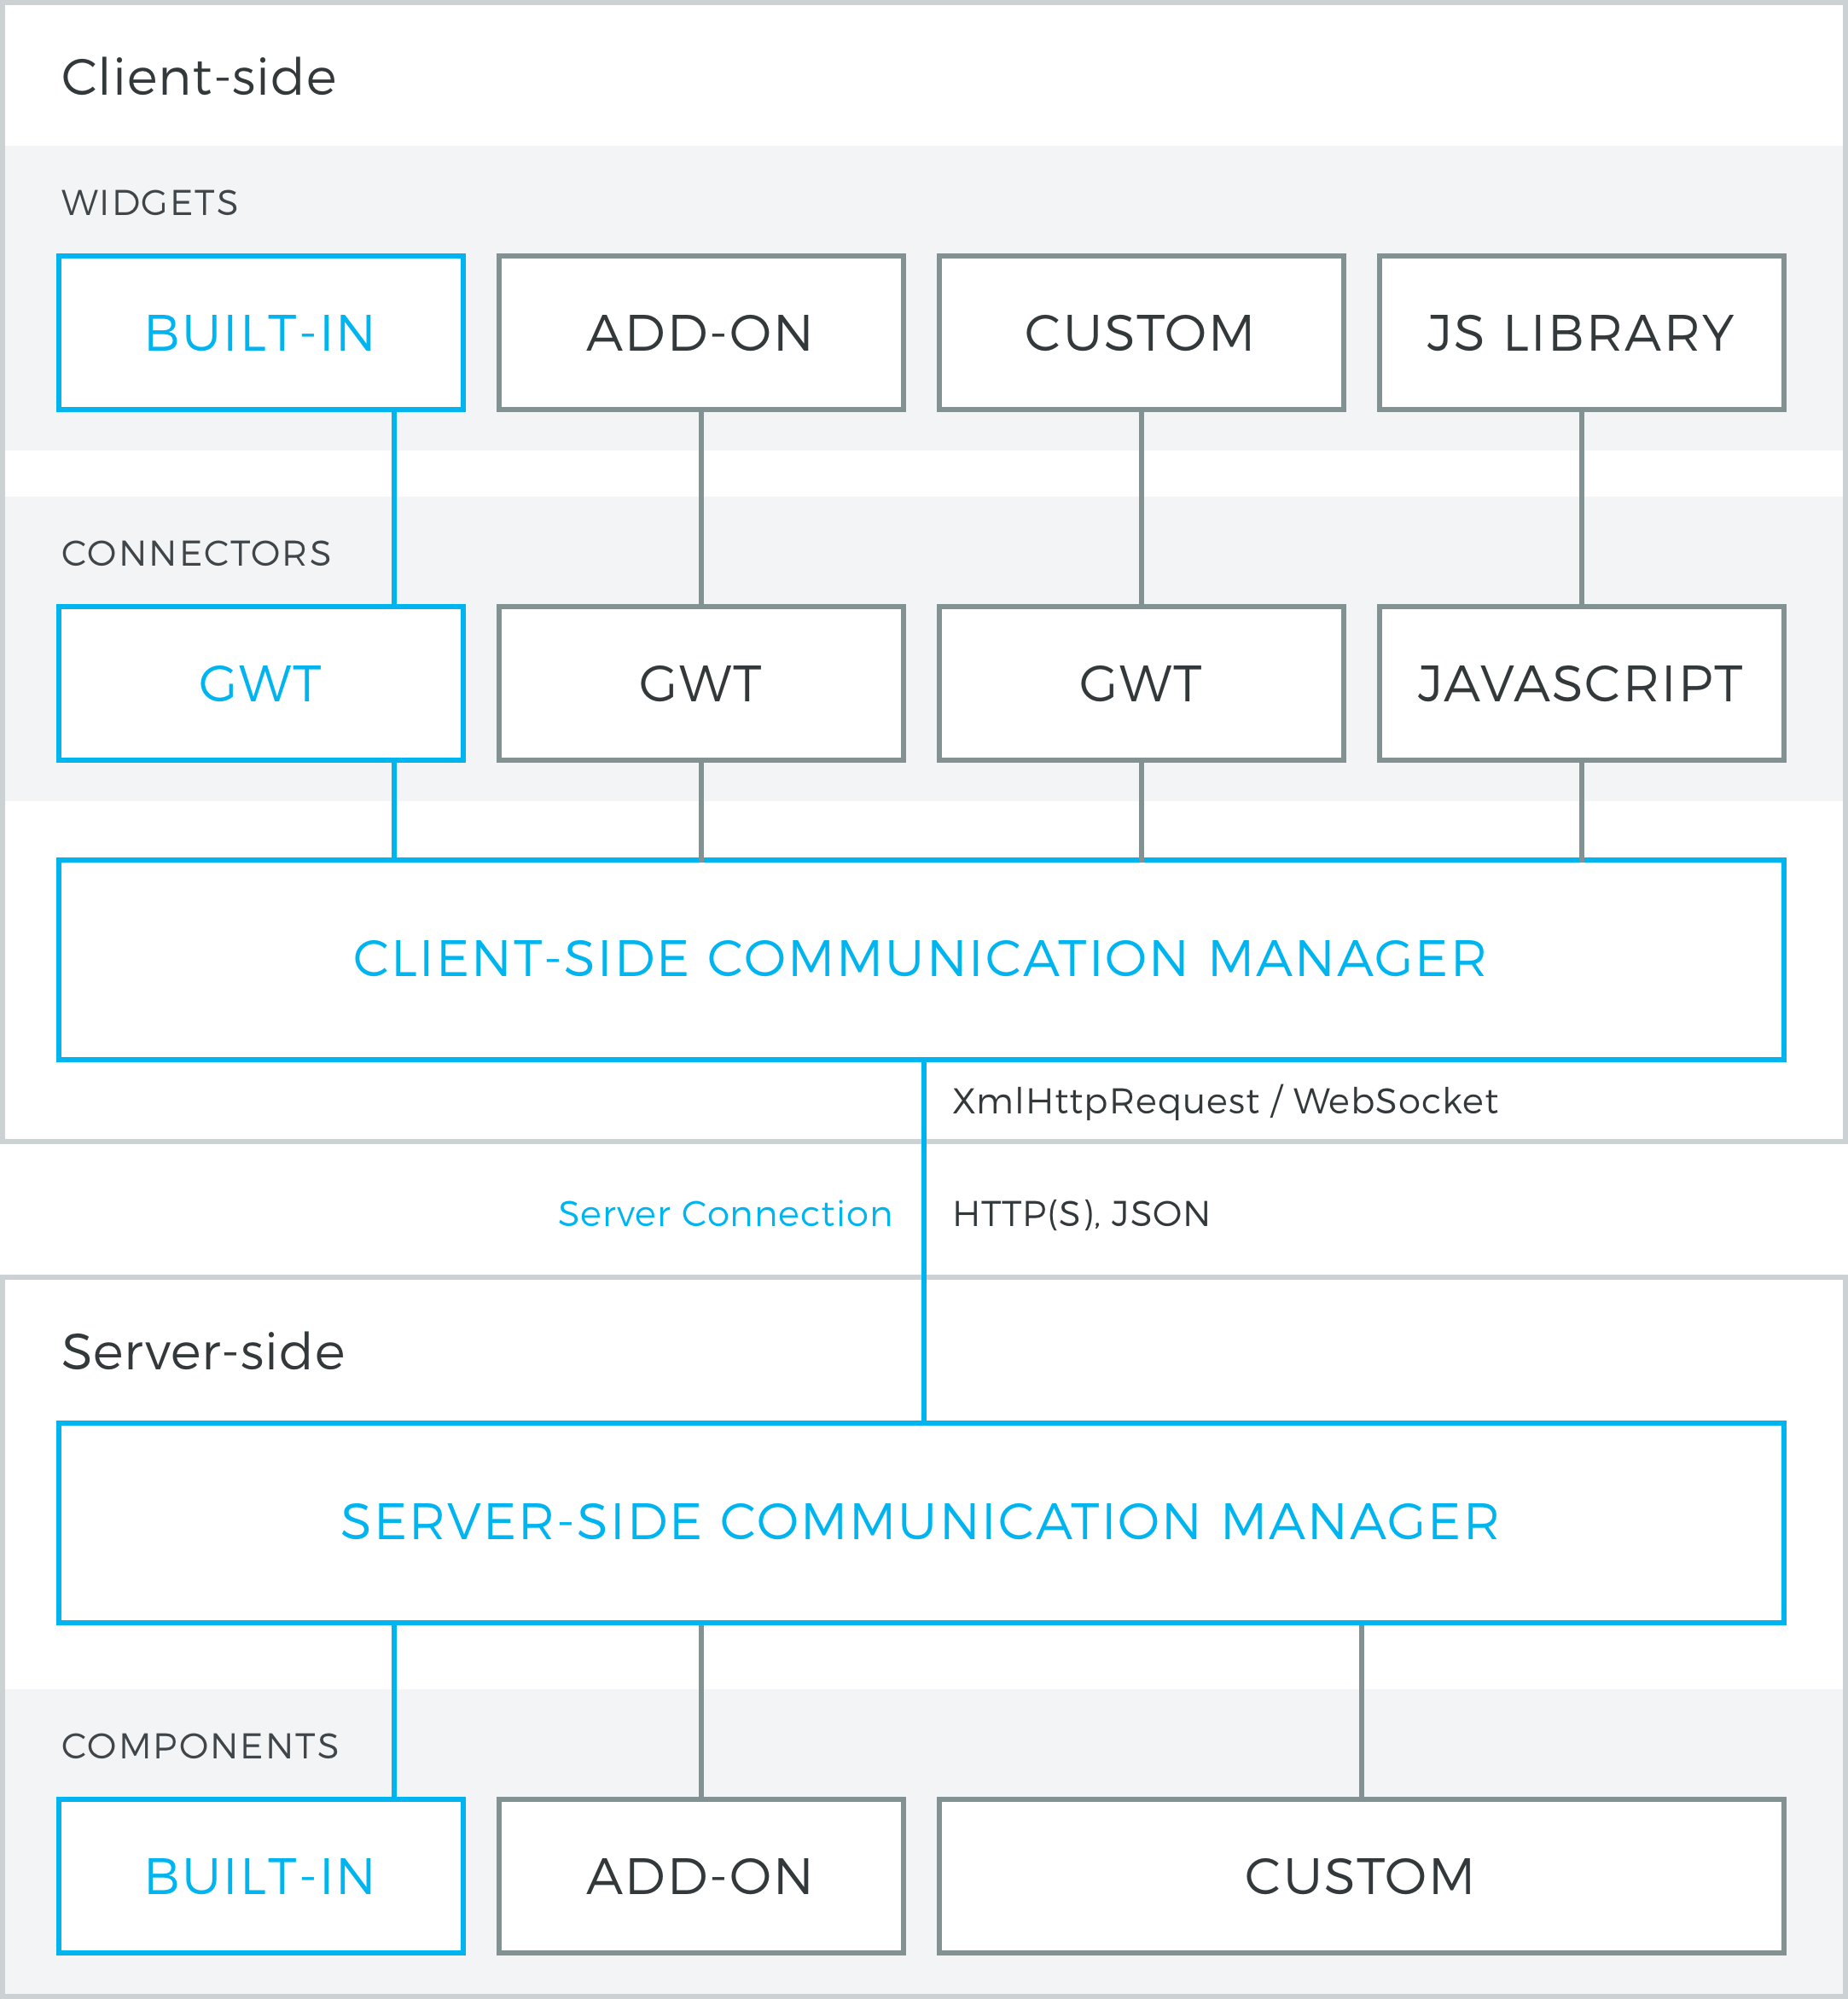 Client-side
WIDGETS
BUILT-IN
ADD-ON
CUSTOM
JS LIBRARY
CONNECTORS
GWT
GWT
GWT
JAVASCRIPT
CLIENT-SIDE COMMUNICATION MANAGER
XmlHttpRequest / WebSocket
Server Connection
HTTP(S), JSON
Server-side
SERVER-SIDE COMMUNICATION MANAGER
COMPONENTS
BUILT-IN
ADD-ON
CUSTOM